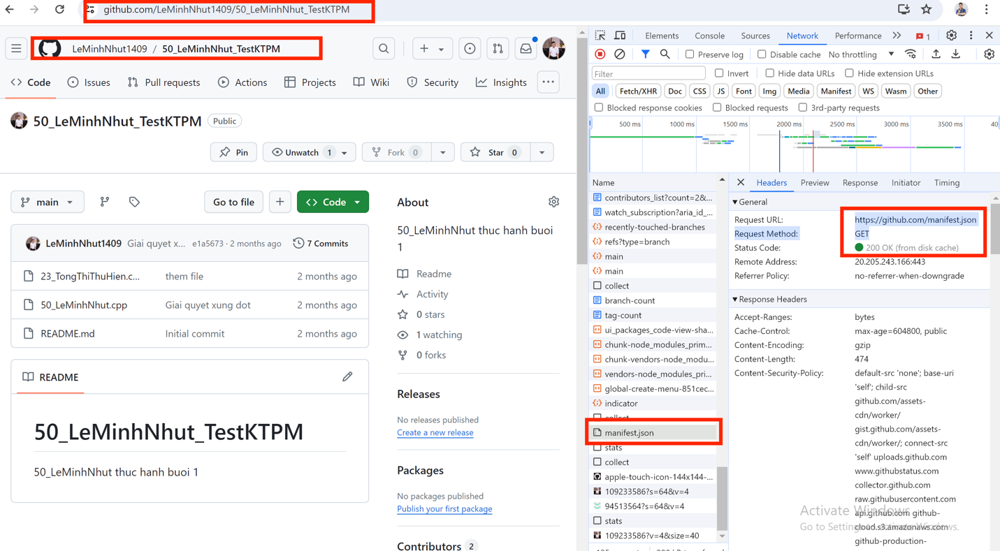 github.com/LeMinhNhut1409/50_LeMinhNhut_TestKTPM
LeMinhNhut1409 / 50_LeMinhNhut_TestKTPM
Code Issues Pull requests Actions Projects Wiki Security Insights
50_LeMinhNhut_TestKTPM Public
Pin Unwatch 1 Fork 0 Star 0
main Go to file Code
LeMinhNhut1409 Giai quyet x... e1a5673 · 2 months ago 7 Commits
23_TongThiThuHien.c... them file 2 months ago
50_LeMinhNhut.cpp Giai quyet xung dot 2 months ago
README.md Initial commit 2 months ago
README
50_LeMinhNhut_TestKTPM
50_LeMinhNhut thuc hanh buoi 1
About
50_LeMinhNhut thuc hanh buoi
1
Readme
Activity
0 stars
1 watching
0 forks
Releases
No releases published
Create a new release
Packages
No packages published
Publish your first package
Contributors 2
Elements Console Sources Network Performance 1
Preserve log Disable cache No throttling
Filter Invert Hide data URLs Hide extension URLs
All Fetch/XHR Doc CSS JS Font Img Media Manifest WS Wasm Other
Blocked response cookies Blocked requests 3rd-party requests
500 ms 1000 ms 1500 ms 2000 ms 2500 ms 3000 ms 3500 ms 40
Name
contributors_list?count=2&...
watch_subscription?aria_id_...
recently-touched-branches
refs?type=branch
main
main
collect
branch-count
tag-count
ui_packages_code-view-sha...
chunk-node_modules_prim...
chunk-vendors-node_modu...
vendors-node_modules_pri...
global-create-menu-851cec...
indicator
collect
manifest.json
stats
collect
apple-touch-icon-144x144-...
109233586?s=64&v=4
94513564?s=64&v=4
stats
109233586?v=4&size=40
Headers Preview Response Initiator Timing
General
Request URL: https://github.com/manifest.json
Request Method: GET
Status Code: 200 OK (from disk cache)
Remote Address: 20.205.243.166:443
Referrer Policy: no-referrer-when-downgrade
Response Headers
Accept-Ranges: bytes
Cache-Control: max-age=604800, public
Content-Encoding: gzip
Content-Length: 474
Content-Security-Policy: default-src 'none'; base-uri
'self'; child-src
github.com/assets-
cdn/worker/
gist.github.com/assets-
cdn/worker/; connect-src
'self' uploads.github.com
www.githubstatus.com
collector.github.com
raw.githubusercontent.com
api.github.com github-
cloud.s3.amazonaws.com
github-production-
Activate Windows
Go to Settings to activate Windows.